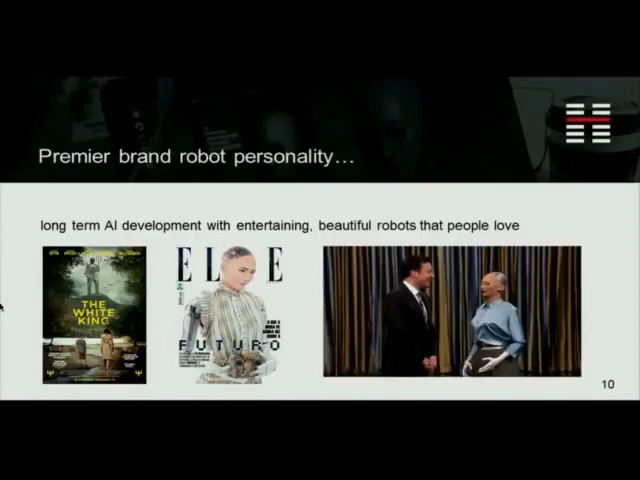 Premier brand robot personality…
long term AI development with entertaining, beautiful robots that people love
THE
WHITE
KING
ELLE
FUTURO
10